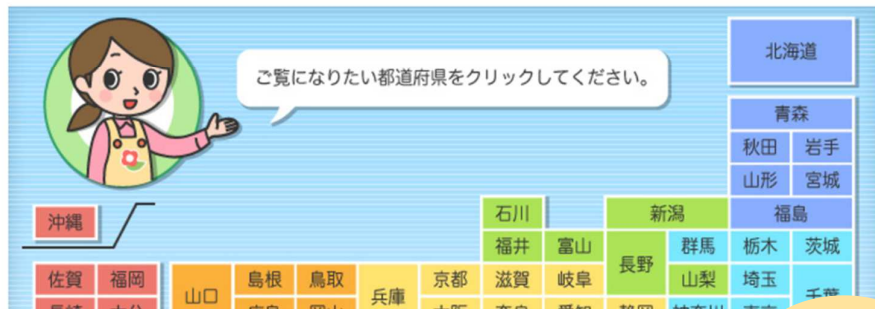 北海道
ご覧になりたい都道府県をクリックしてください。
青森
秋田 岩手
山形 宮城
沖縄 石川 新潟 福島
福井 富山 長野 群馬 栃木 茨城
佐賀 福岡 山口 島根 鳥取 兵庫 京都 滋賀 岐阜 山梨 埼玉 千葉